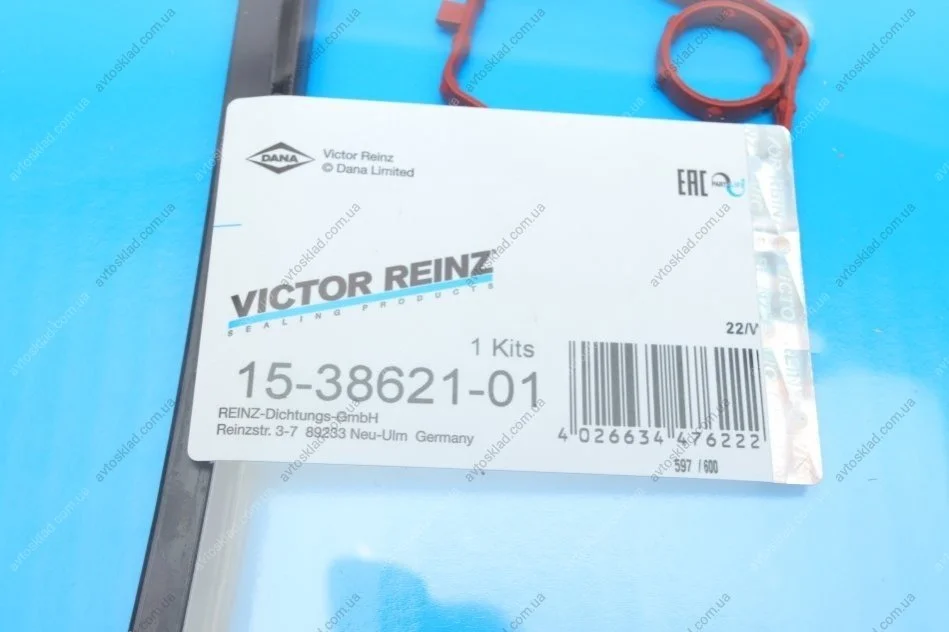 DANA
Victor Reinz
© Dana Limited
EAC
VICTOR REINZ
SEALING PRODUCTS
22/V
1 Kits
15-38621-01
REINZ-Dichtungs-GmbH
Reinzstr. 3-7 89233 Neu-Ulm Germany
4 026634 476222
597 / 600
avtosklad.com.ua